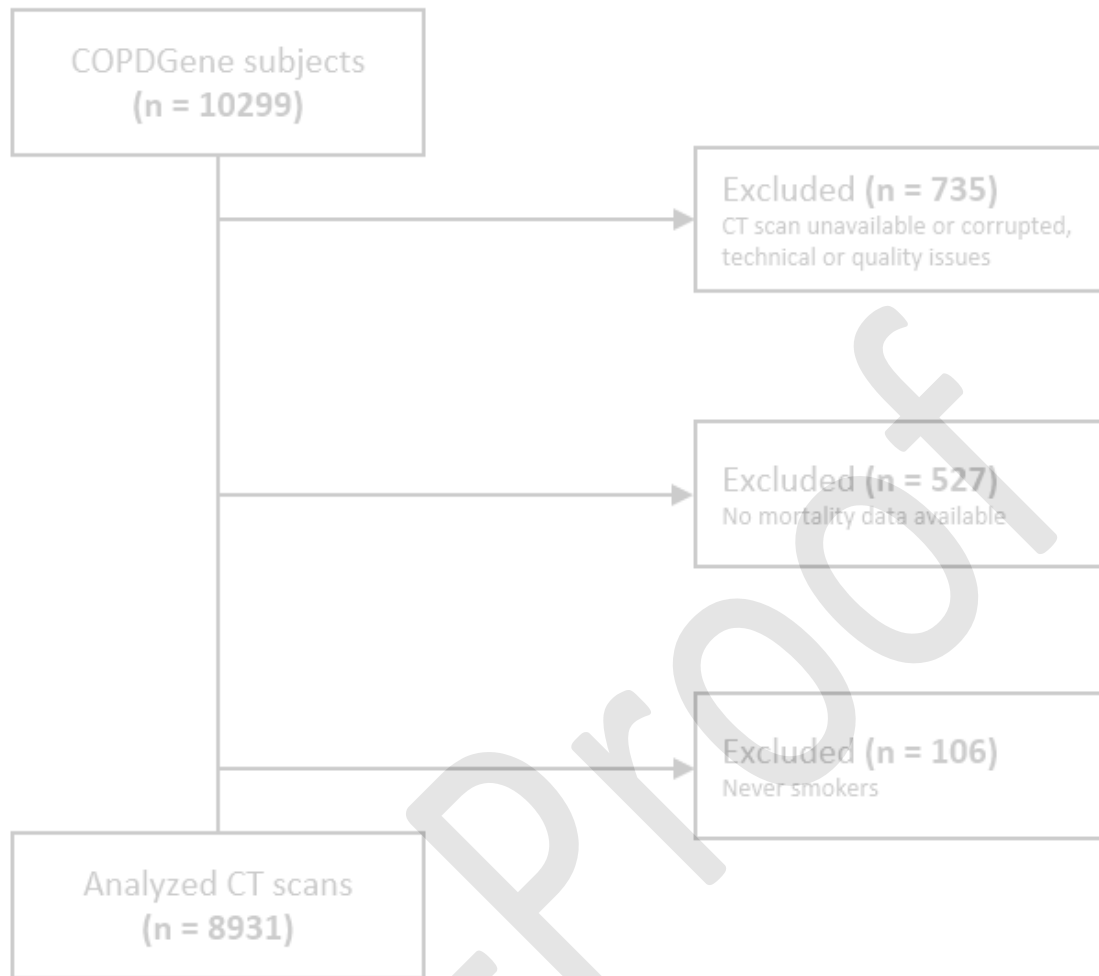 COPDGene subjects
(n = 10299)
Excluded (n = 735)
CT scan unavailable or corrupted,
technical or quality issues
Excluded (n = 527)
No mortality data available
Excluded (n = 106)
Never smokers
Analyzed CT scans
(n = 8931)
Proof